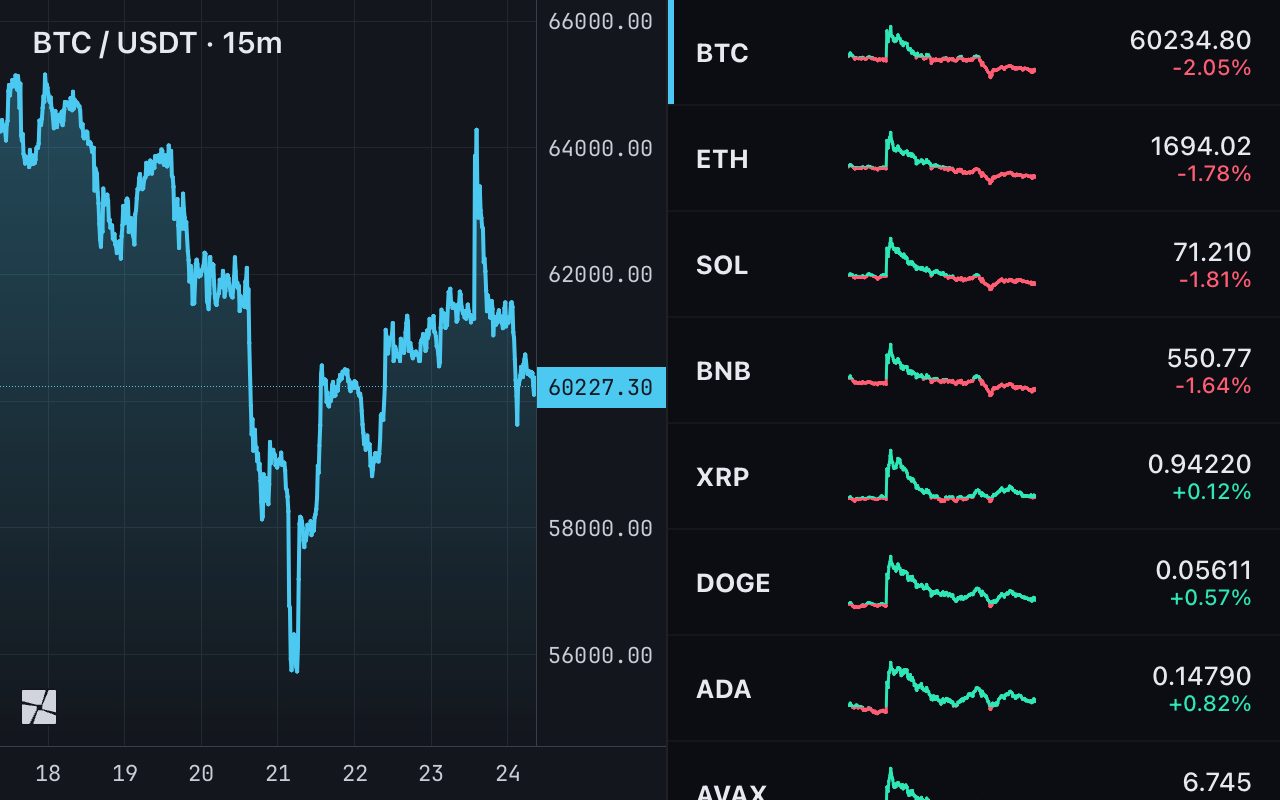 BTC / USDT · 15m
66000.00
64000.00
62000.00
60227.30
58000.00
56000.00
18 19 20 21 22 23 24
BTC 60234.80
-2.05%
ETH 1694.02
-1.78%
SOL 71.210
-1.81%
BNB 550.77
-1.64%
XRP 0.94220
+0.12%
DOGE 0.05611
+0.57%
ADA 0.14790
+0.82%
AVAX 6.745